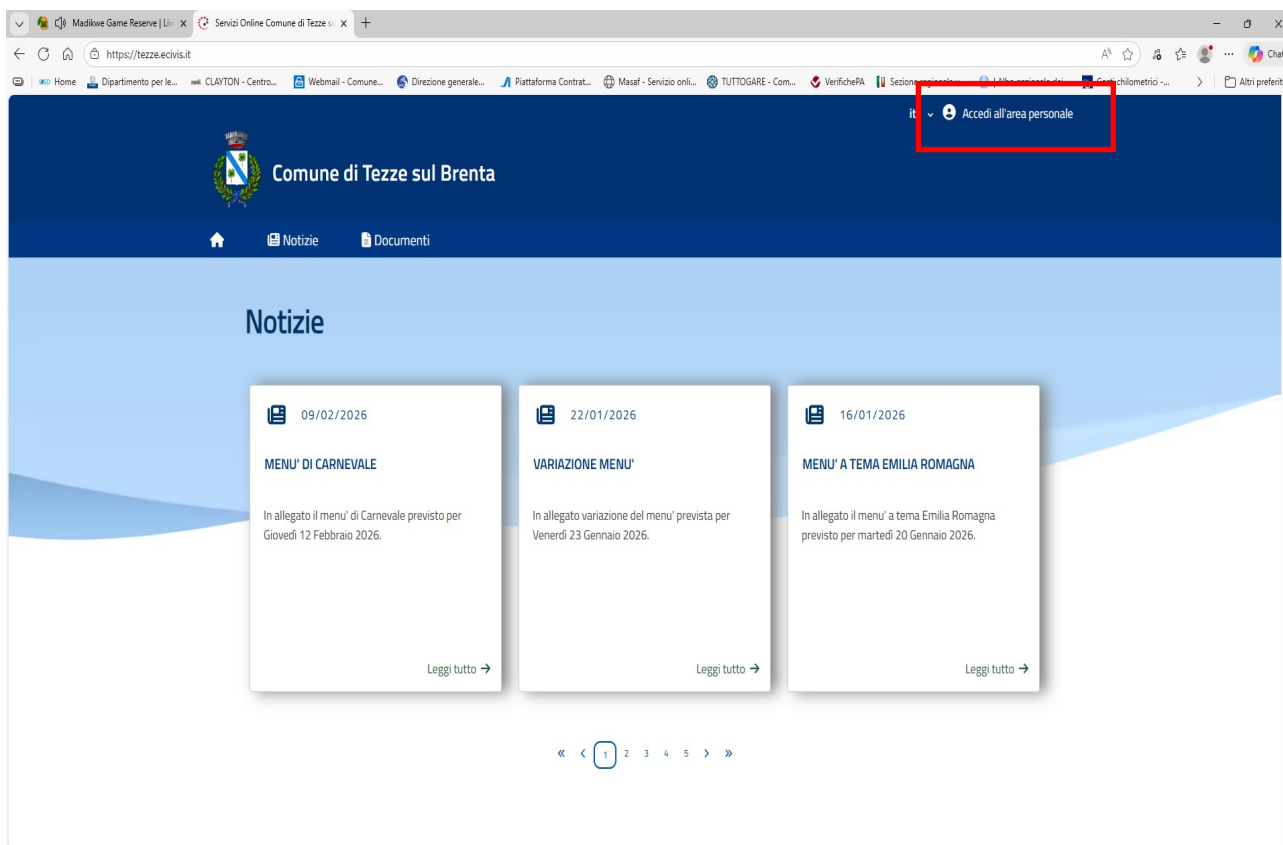 Madikwe Game Reserve | Liv
Servizi Online Comune di Tezze su
https://tezze.ecivis.it
Chat
Home
Dipartimento per le...
CLAYTON - Centro...
Webmail - Comune...
Direzione generale...
Piattaforma Contrat...
Masaf - Servizio onli...
TUTTOGARE - Com...
VerifichePA
Altri preferit
it
Accedi all'area personale
Comune di Tezze sul Brenta
Notizie
Documenti
Notizie
09/02/2026
MENU' DI CARNEVALE
In allegato il menu' di Carnevale previsto per
Giovedì 12 Febbraio 2026.
Leggi tutto →
22/01/2026
VARIAZIONE MENU'
In allegato variazione del menu' prevista per
Venerdì 23 Gennaio 2026.
Leggi tutto →
16/01/2026
MENU' A TEMA EMILIA ROMAGNA
In allegato il menu' a tema Emilia Romagna
previsto per martedì 20 Gennaio 2026.
Leggi tutto →
« ‹ 1 2 3 4 5 › »